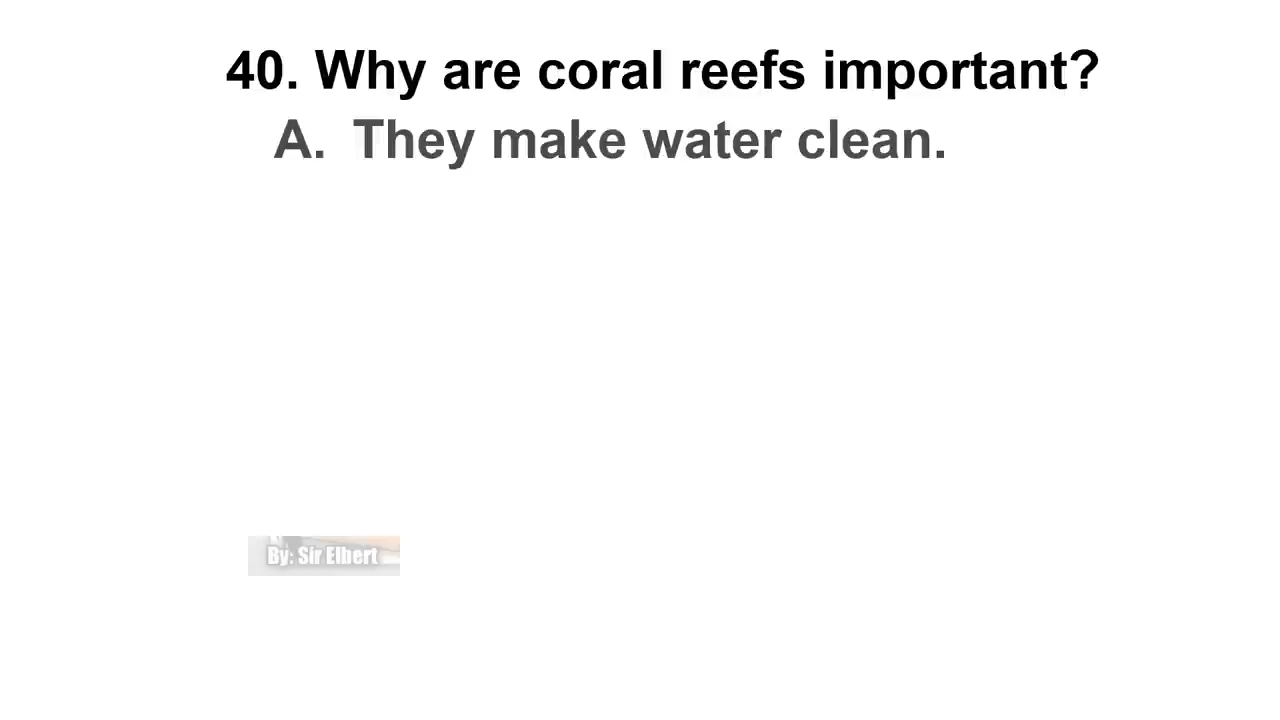 40. Why are coral reefs important?
A. They make water clean.
By: Sir Elbert